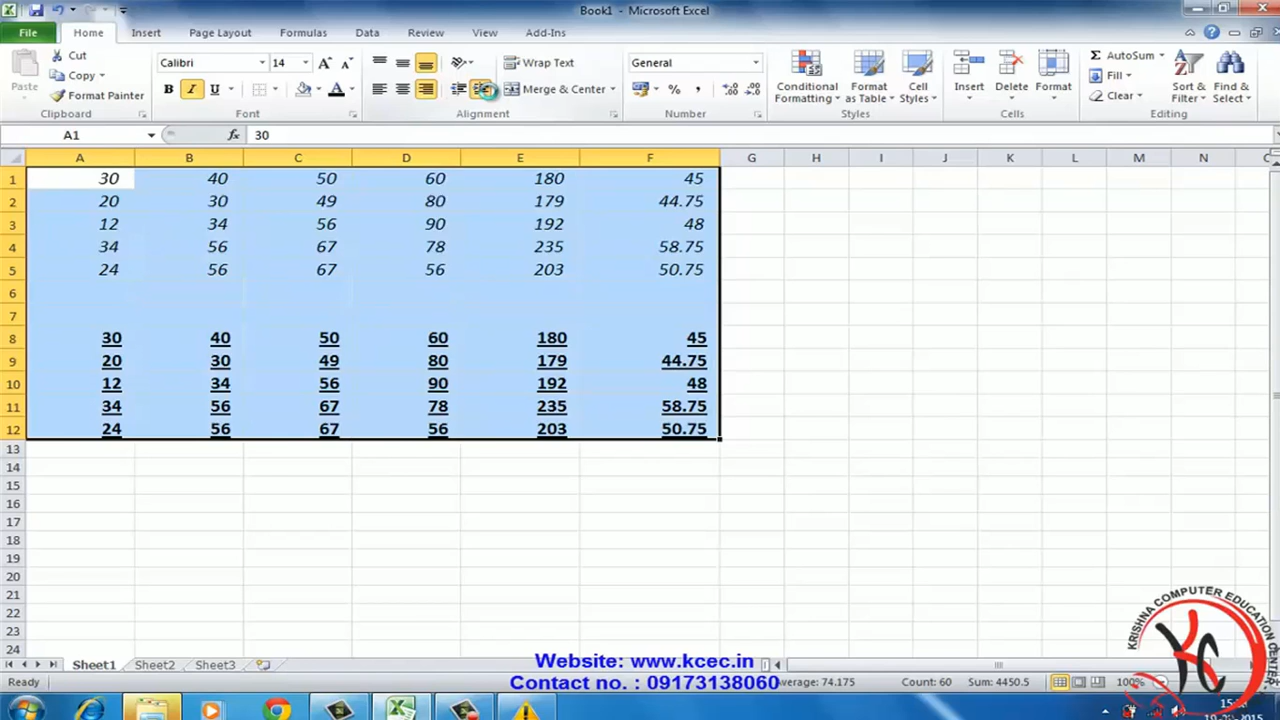 Book1 - Microsoft Excel
File Home Insert Page Layout Formulas Data Review View Add-Ins
Paste
Cut
Copy
Format Painter
Clipboard
Calibri 14
B I U
Font
Wrap Text
Merge & Center
Alignment
General
Number
Conditional Formatting
Format as Table
Cell Styles
Styles
Insert
Delete
Format
Cells
AutoSum
Fill
Clear
Sort & Filter
Find & Select
Editing
A1 fx 30
A B C D E F G H I J K L M N
1 30 40 50 60 180 45
2 20 30 49 80 179 44.75
3 12 34 56 90 192 48
4 34 56 67 78 235 58.75
5 24 56 67 56 203 50.75
6
7
8 30 40 50 60 180 45
9 20 30 49 80 179 44.75
10 12 34 56 90 192 48
11 34 56 67 78 235 58.75
12 24 56 67 56 203 50.75
13
14
15
16
17
18
19
20
21
22
23
24
KRISHNA COMPUTER EDUCATION CENTER
KC
Sheet1 Sheet2 Sheet3
Website: www.kcec.in
Contact no. : 09173138060
Ready
Average: 74.175 Count: 60 Sum: 4450.5 100%